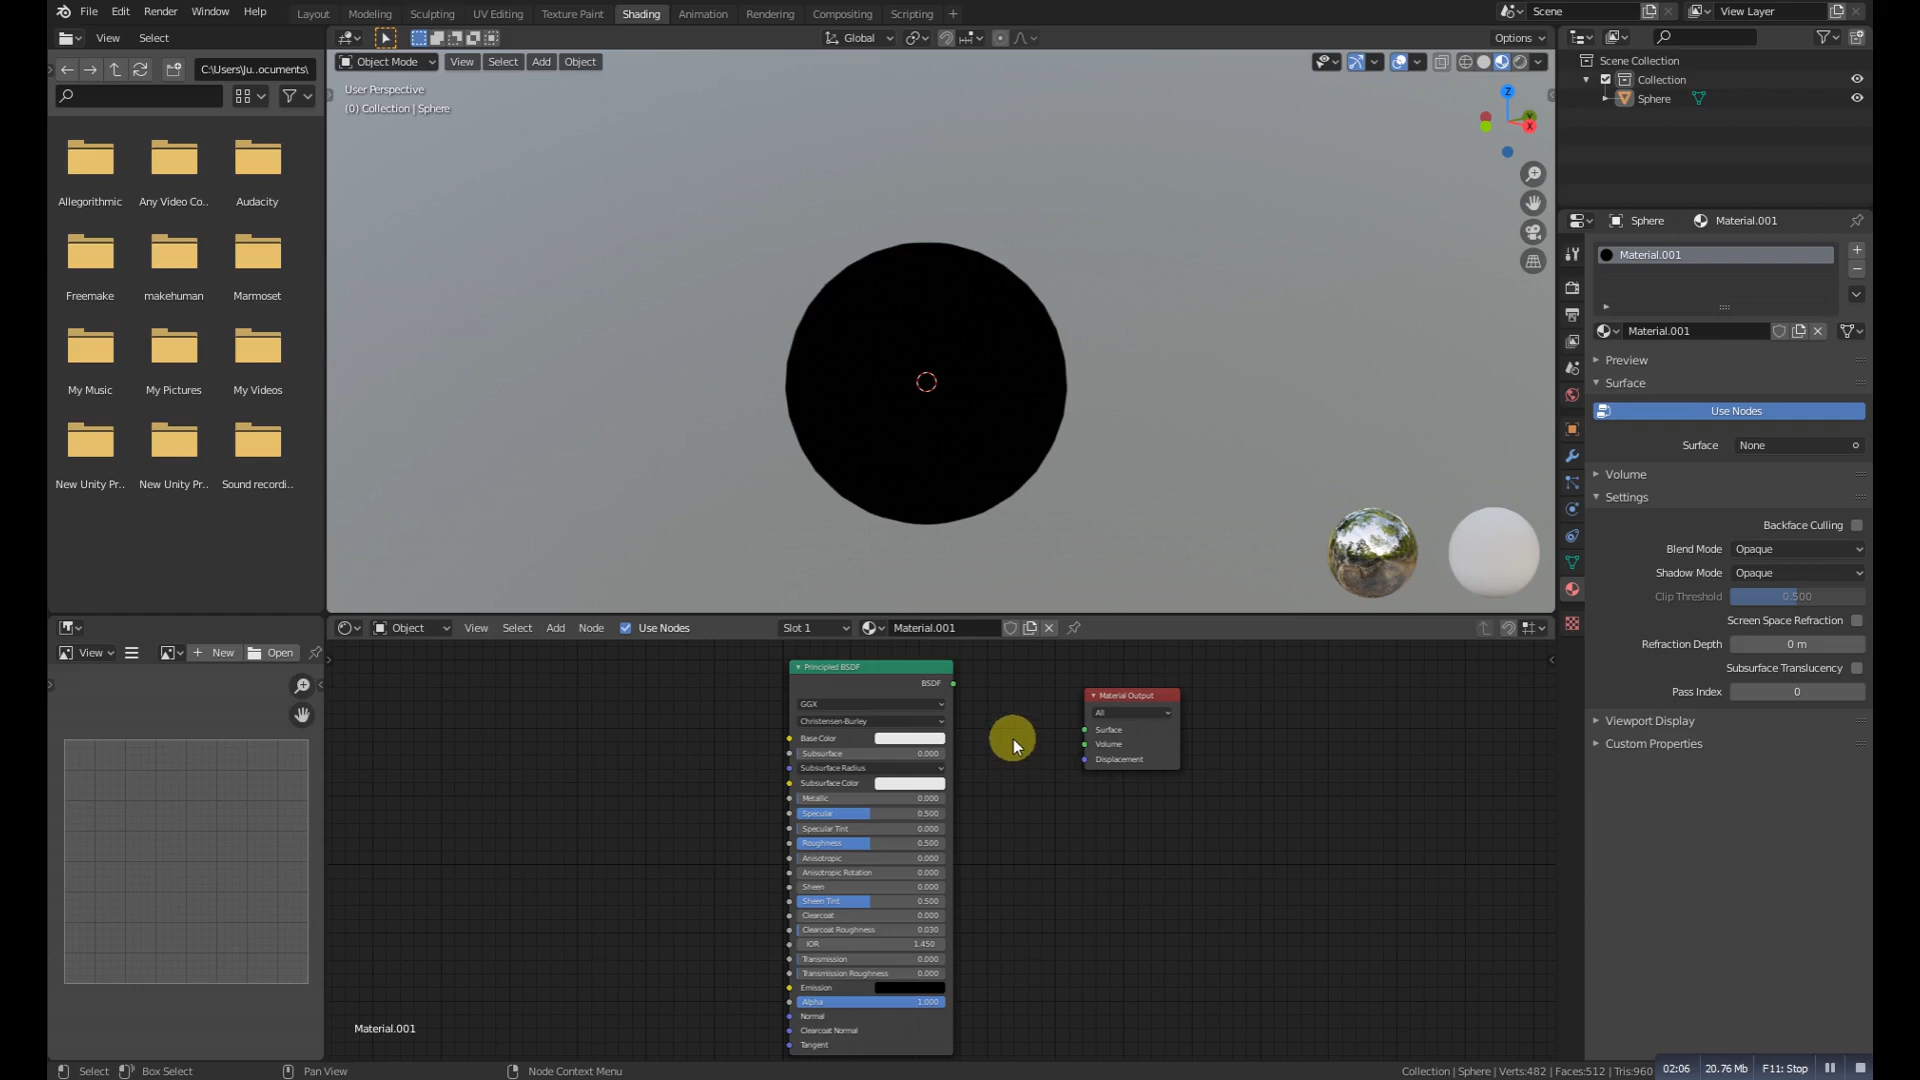 File Edit Render Window Help Layout Modeling Sculpting UV Editing Texture Paint Shading Animation Rendering Compositing Scripting + Scene View Layer
View Select Global Options
C:\Users\Ju..ocuments\ Object Mode View Select Add Object
User Perspective
(0) Collection | Sphere
Scene Collection
Collection
Sphere
Z
Y
X
Allegorithmic Any Video Co.. Audacity
Freemake makehuman Marmoset
My Music My Pictures My Videos
New Unity Pr.. New Unity Pr.. Sound recordi..
Sphere Material.001
Material.001
Material.001
Preview
Surface
Use Nodes
Surface None
Volume
Settings
Backface Culling
Blend Mode Opaque
Shadow Mode Opaque
Clip Threshold 0.500
Screen Space Refraction
Refraction Depth 0 m
Subsurface Translucency
Pass Index 0
Viewport Display
Custom Properties
View New Open
Object View Select Add Node Use Nodes Slot 1 Material.001
Principled BSDF
BSDF
GGX
Christensen-Burley
Base Color
Subsurface 0.000
Subsurface Radius
Subsurface Color
Metallic 0.000
Specular 0.500
Specular Tint 0.000
Roughness 0.500
Anisotropic 0.000
Anisotropic Rotation 0.000
Sheen 0.000
Sheen Tint 0.500
Clearcoat 0.000
Clearcoat Roughness 0.030
IOR 1.450
Transmission 0.000
Transmission Roughness 0.000
Emission
Alpha 1.000
Normal
Clearcoat Normal
Tangent
Material Output
All
Surface
Volume
Displacement
Material.001
Select Box Select Pan View Node Context Menu Collection | Sphere | Verts:482 | Faces:512 | Tris:960 02:06 20.76 Mb F11: Stop